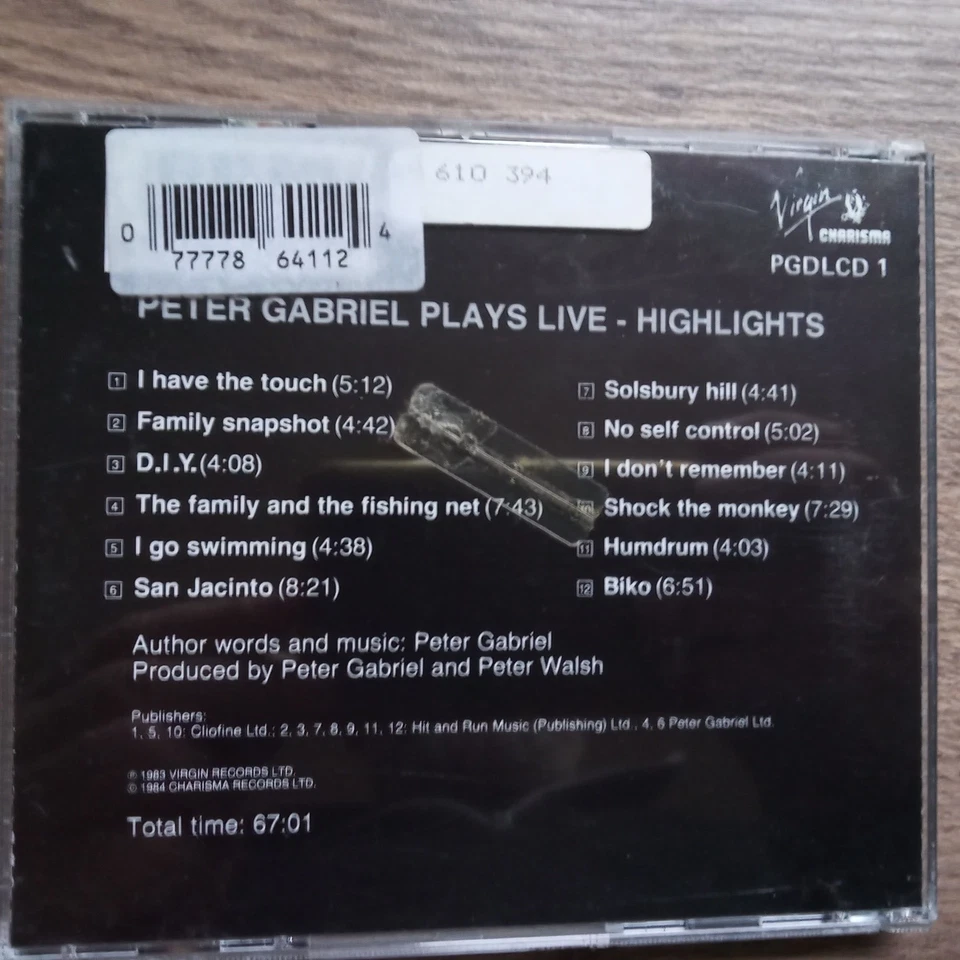 610 394
0 77778 64112 4
Virgin
CHARISMA
PGDLCD 1
PETER GABRIEL PLAYS LIVE - HIGHLIGHTS
1 I have the touch (5:12)
2 Family snapshot (4:42)
3 D.I.Y. (4:08)
4 The family and the fishing net (7:43)
5 I go swimming (4:38)
6 San Jacinto (8:21)
7 Solsbury hill (4:41)
8 No self control (5:02)
9 I don't remember (4:11)
10 Shock the monkey (7:29)
11 Humdrum (4:03)
12 Biko (6:51)
Author words and music: Peter Gabriel
Produced by Peter Gabriel and Peter Walsh
Publishers:
1, 5, 10: Cliofine Ltd.; 2, 3, 7, 8, 9, 11, 12: Hit and Run Music (Publishing) Ltd., 4, 6 Peter Gabriel Ltd.
℗ 1983 VIRGIN RECORDS LTD.
© 1984 CHARISMA RECORDS LTD.
Total time: 67:01